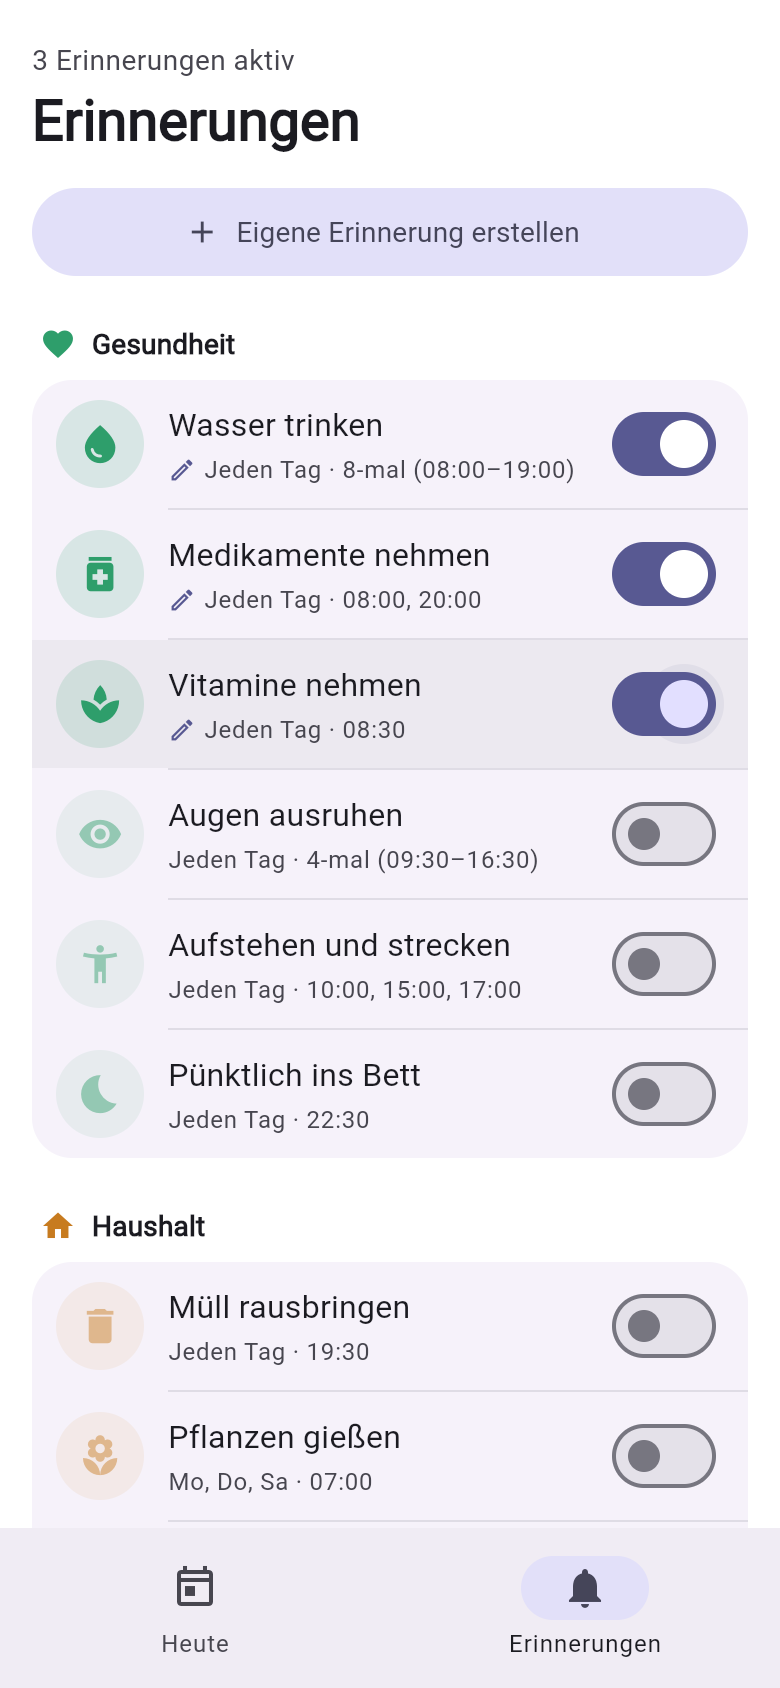 3 Erinnerungen aktiv
Erinnerungen
Eigene Erinnerung erstellen
Gesundheit
Wasser trinken
Jeden Tag · 8-mal (08:00–19:00)
Medikamente nehmen
Jeden Tag · 08:00, 20:00
Vitamine nehmen
Jeden Tag · 08:30
Augen ausruhen
Jeden Tag · 4-mal (09:30–16:30)
Aufstehen und strecken
Jeden Tag · 10:00, 15:00, 17:00
Pünktlich ins Bett
Jeden Tag · 22:30
Haushalt
Müll rausbringen
Jeden Tag · 19:30
Pflanzen gießen
Mo, Do, Sa · 07:00
Heute
Erinnerungen